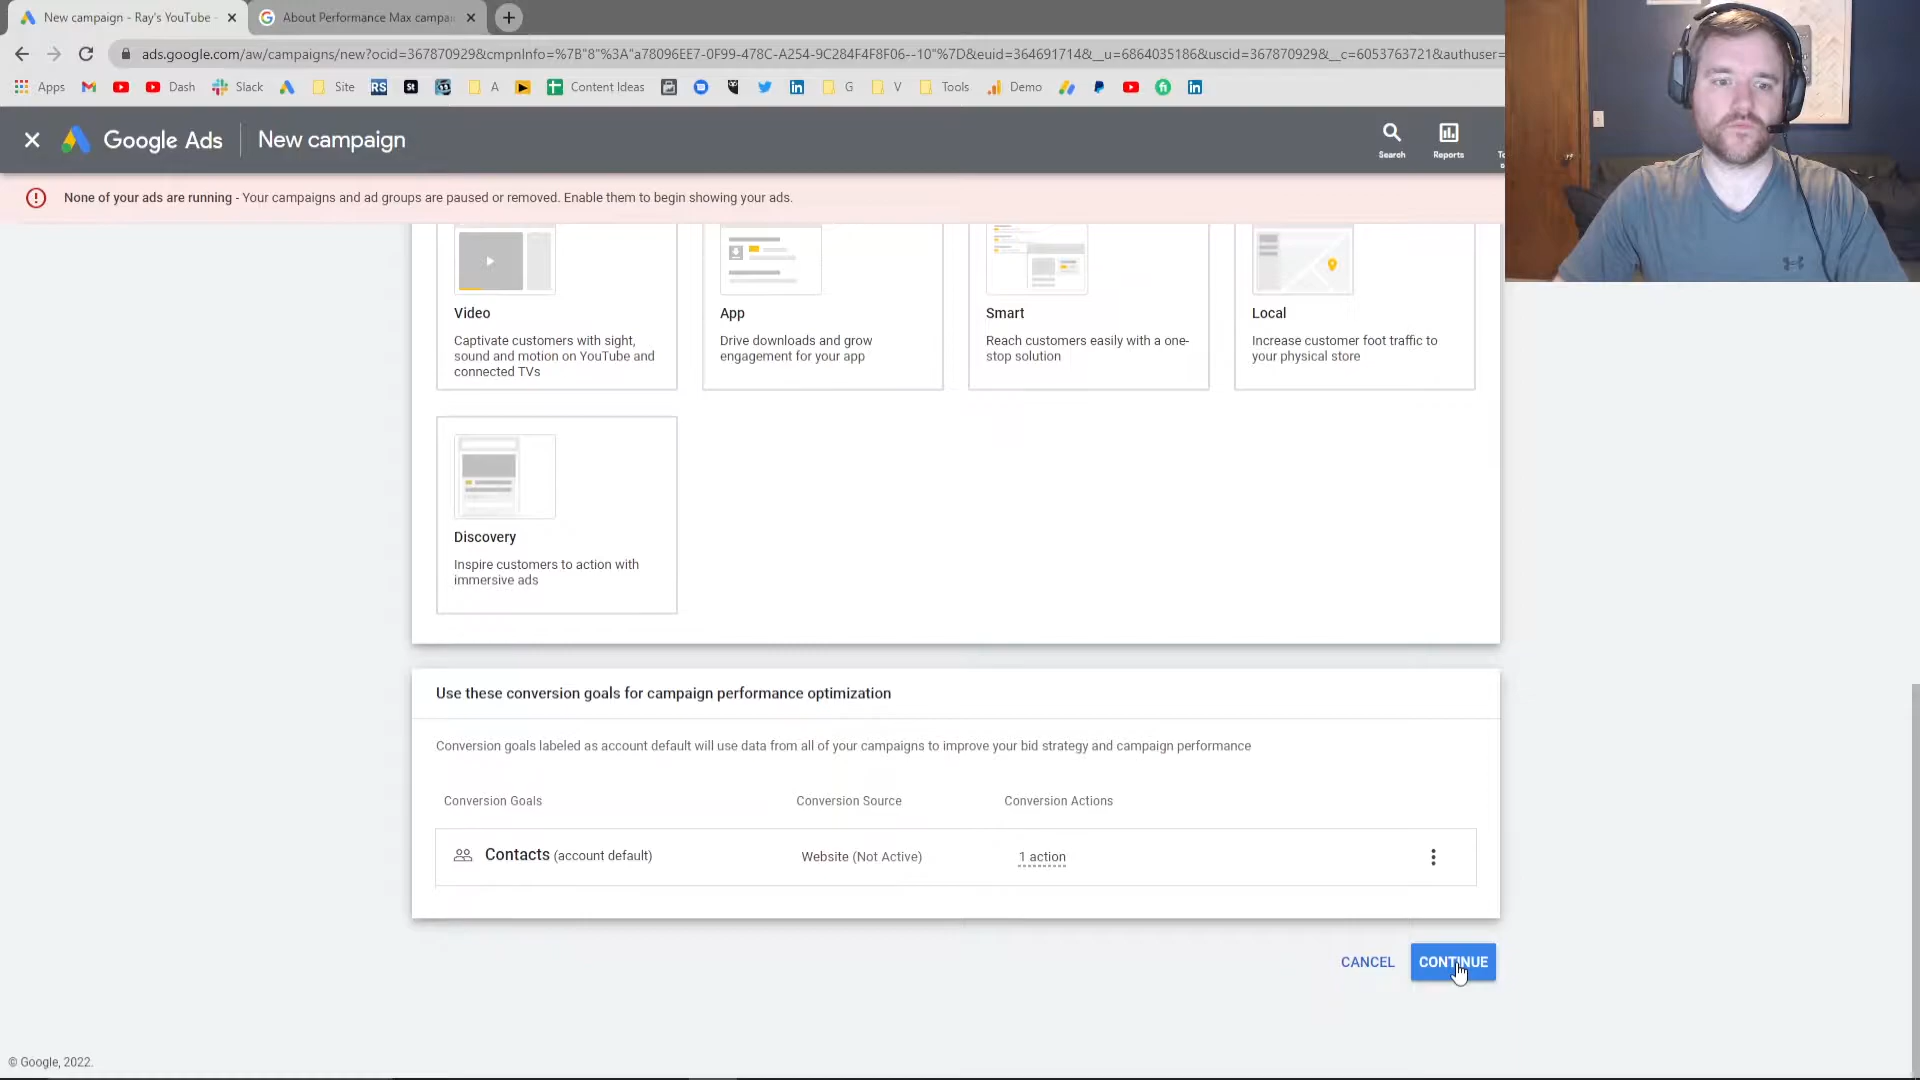 New campaign - Ray's YouTube -
About Performance Max campai
ads.google.com/aw/campaigns/new?ocid=367870929&cmpnInfo=%7B"8"%3A"a78096EE7-0F99-478C-A254-9C284F4F8F06--10"%7D&euid=364691714&__u=6864035186&uscid=367870929&__c=6053763721&authuser=
Apps
Dash
Slack
Site
RS
St
A
Content Ideas
G
V
Tools
Demo
Google Ads
New campaign
Search
Reports
None of your ads are running - Your campaigns and ad groups are paused or removed. Enable them to begin showing your ads.
Video
Captivate customers with sight,
sound and motion on YouTube and
connected TVs
App
Drive downloads and grow
engagement for your app
Smart
Reach customers easily with a one-
stop solution
Local
Increase customer foot traffic to
your physical store
Discovery
Inspire customers to action with
immersive ads
Use these conversion goals for campaign performance optimization
Conversion goals labeled as account default will use data from all of your campaigns to improve your bid strategy and campaign performance
Conversion Goals
Conversion Source
Conversion Actions
Contacts (account default)
Website (Not Active)
1 action
CANCEL
CONTINUE
© Google, 2022.